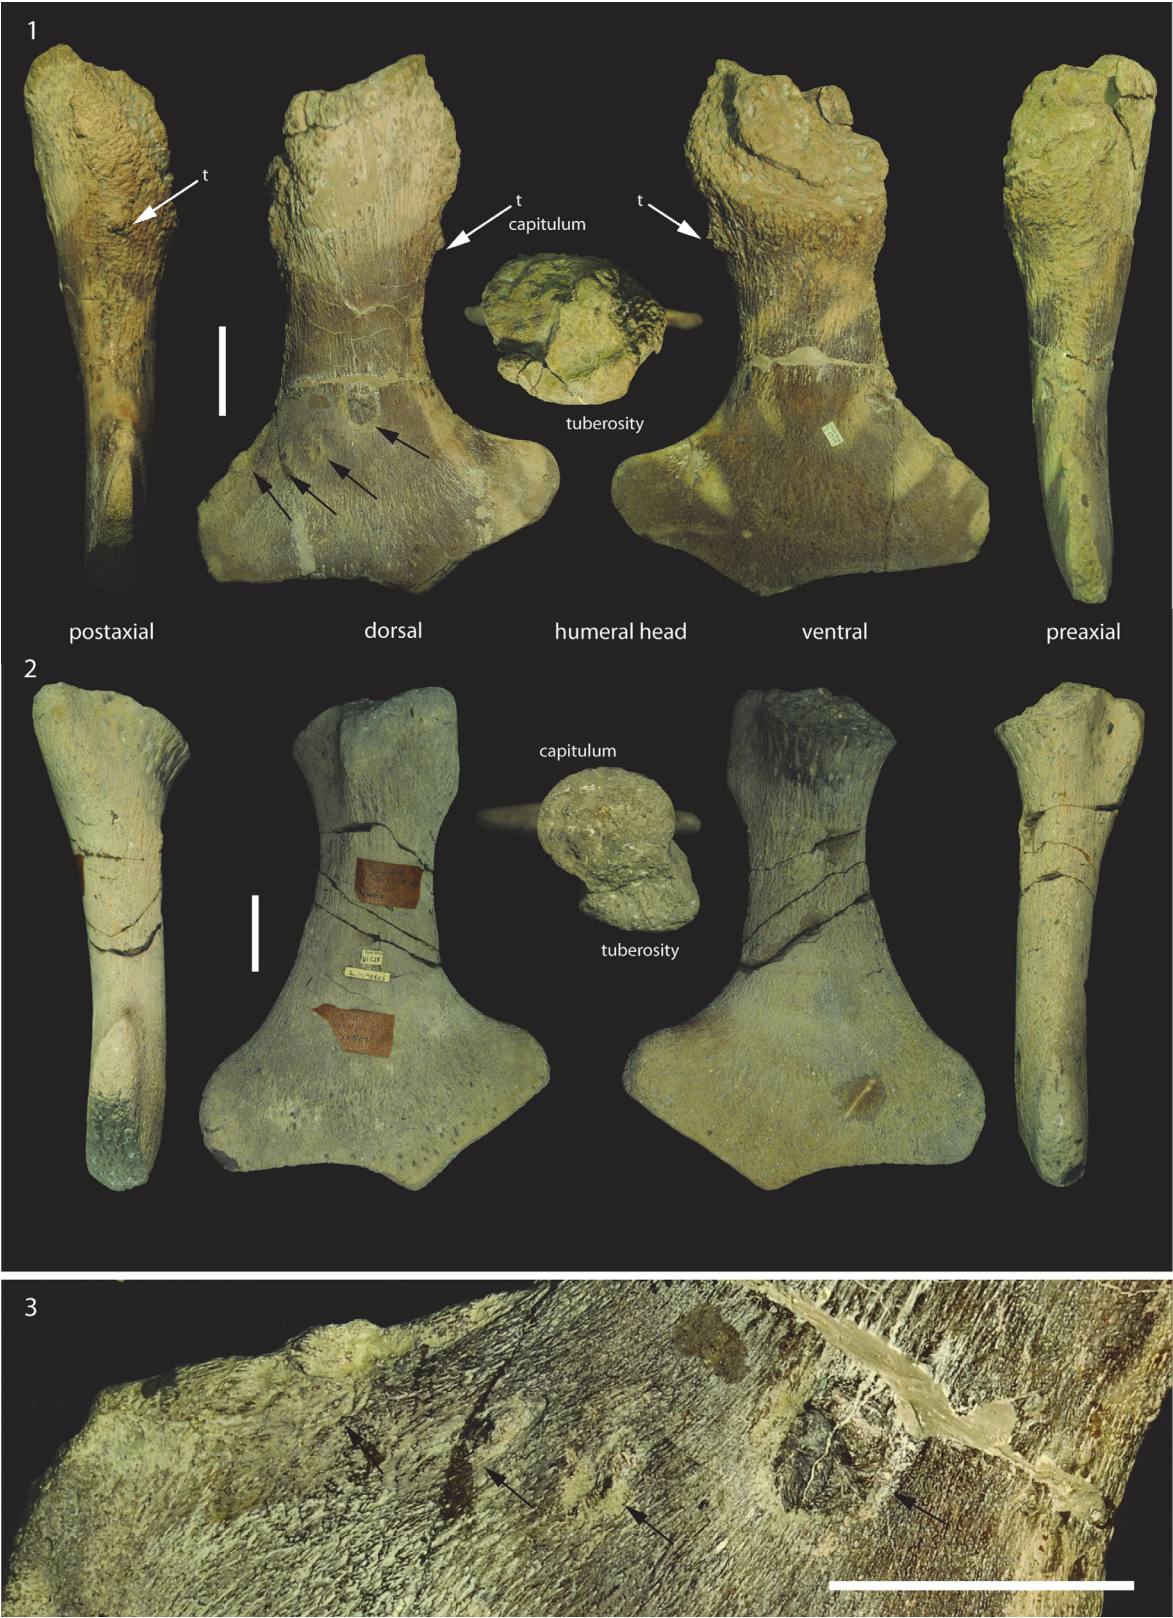 1
t
t
capitulum
t
tuberosity
postaxial
dorsal
humeral head
ventral
preaxial
2
capitulum
tuberosity
3